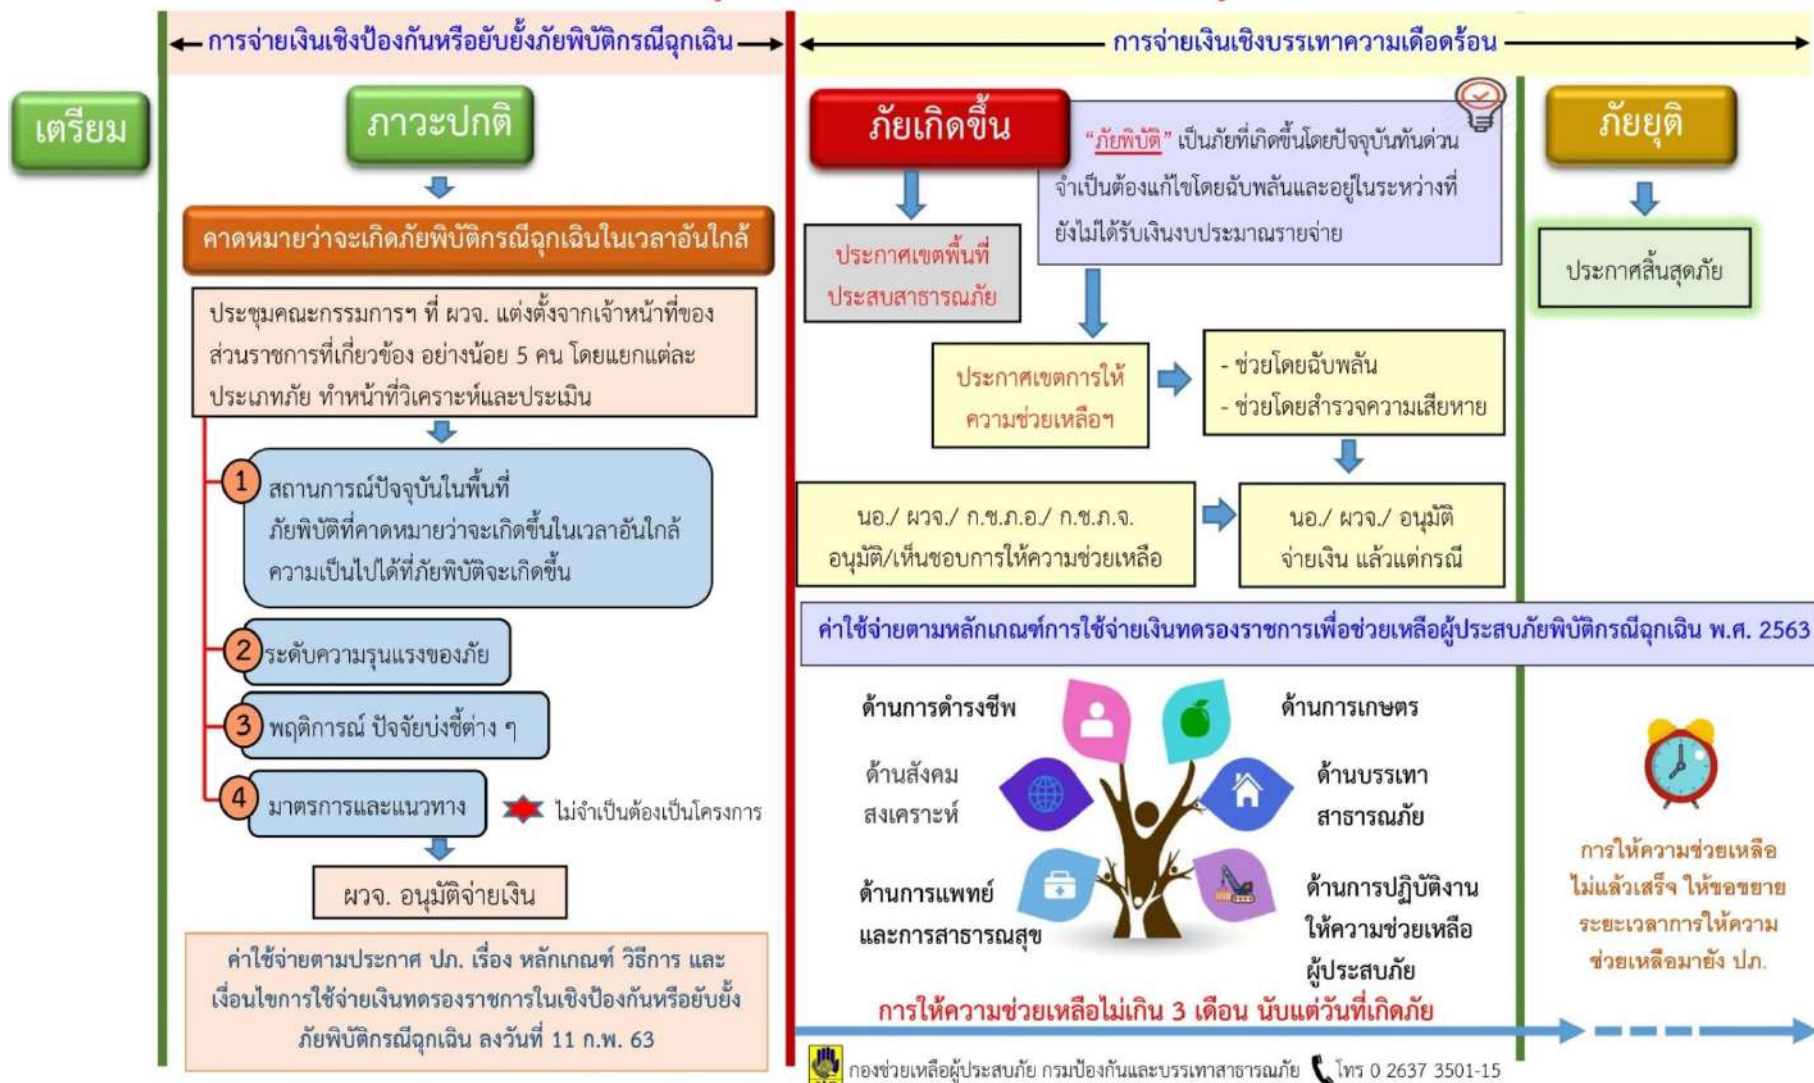 การจ่ายเงินเชิงป้องกันหรือยับยั้งภัยพิบัติกรณีฉุกเฉิน
การจ่ายเงินเชิงบรรเทาความเดือดร้อน
เตรียม
ภาวะปกติ
คาดหมายว่าจะเกิดภัยพิบัติกรณีฉุกเฉินในเวลาอันใกล้
ประชุมคณะกรรมการฯ ที่ ผวจ. แต่งตั้งจากเจ้าหน้าที่ของ
ส่วนราชการที่เกี่ยวข้อง อย่างน้อย 5 คน โดยแยกแต่ละ
ประเภทภัย ทำหน้าที่วิเคราะห์และประเมิน
1
สถานการณ์ปัจจุบันในพื้นที่
ภัยพิบัติที่คาดหมายว่าจะเกิดขึ้นในเวลาอันใกล้
ความเป็นไปได้ที่ภัยพิบัติจะเกิดขึ้น
2 ระดับความรุนแรงของภัย
3 พฤติการณ์ ปัจจัยบ่งชี้ต่าง ๆ
4 มาตรการและแนวทาง
ไม่จำเป็นต้องเป็นโครงการ
ผวจ. อนุมัติจ่ายเงิน
ค่าใช้จ่ายตามประกาศ ปภ. เรื่อง หลักเกณฑ์ วิธีการ และ
เงื่อนไขการใช้จ่ายเงินทดรองราชการในเชิงป้องกันหรือยับยั้ง
ภัยพิบัติกรณีฉุกเฉิน ลงวันที่ 11 ก.พ. 63
ภัยเกิดขึ้น
"ภัยพิบัติ" เป็นภัยที่เกิดขึ้นโดยปัจจุบันทันด่วน
จำเป็นต้องแก้ไขโดยฉับพลันและอยู่ในระหว่างที่
ยังไม่ได้รับเงินงบประมาณรายจ่าย
ประกาศเขตพื้นที่
ประสบสาธารณภัย
ประกาศเขตการให้
ความช่วยเหลือฯ
- ช่วยโดยฉับพลัน
- ช่วยโดยสำรวจความเสียหาย
นอ./ ผวจ./ ก.ช.ภ.อ./ ก.ช.ภ.จ.
อนุมัติ/เห็นชอบการให้ความช่วยเหลือ
นอ./ ผวจ./ อนุมัติ
จ่ายเงิน แล้วแต่กรณี
ค่าใช้จ่ายตามหลักเกณฑ์การใช้จ่ายเงินทดรองราชการเพื่อช่วยเหลือผู้ประสบภัยพิบัติกรณีฉุกเฉิน พ.ศ. 2563
ด้านการดำรงชีพ
ด้านการเกษตร
ด้านสังคม
สงเคราะห์
ด้านบรรเทา
สาธารณภัย
ด้านการแพทย์
และการสาธารณสุข
ด้านการปฏิบัติงาน
ให้ความช่วยเหลือ
ผู้ประสบภัย
การให้ความช่วยเหลือไม่เกิน 3 เดือน นับแต่วันที่เกิดภัย
ภัยยุติ
ประกาศสิ้นสุดภัย
การให้ความช่วยเหลือ
ไม่แล้วเสร็จ ให้ขอขยาย
ระยะเวลาการให้ความ
ช่วยเหลือมายัง ปภ.
กองช่วยเหลือผู้ประสบภัย กรมป้องกันและบรรเทาสาธารณภัย โทร 0 2637 3501-15